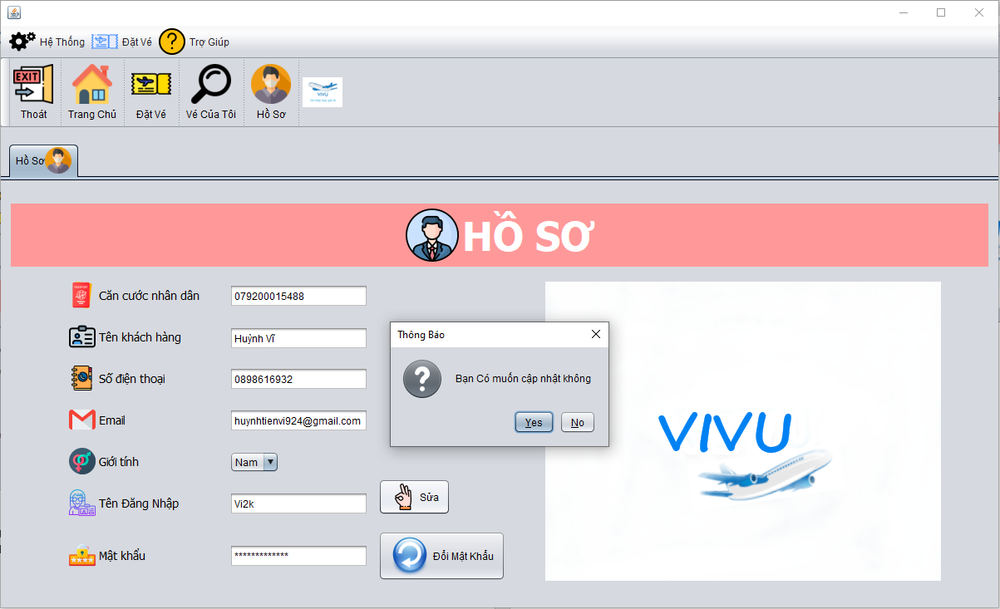 Hệ Thống Đặt Vé ? Trợ Giúp
EXIT
VIVU
Thoát Trang Chủ Đặt Vé Vé Của Tôi Hồ Sơ
Hồ Sơ
HỒ SƠ
Căn cước nhân dân 079200015488
Tên khách hàng Huỳnh Vĩ
Số điện thoại 0898616932
Email huynhtienvi924@gmail.com
Giới tính Nam
Tên Đăng Nhập Vi2k
Sửa
Mật khẩu *************
Đổi Mật Khẩu
Thông Báo
? Bạn Có muốn cập nhật không
Yes No
VIVU